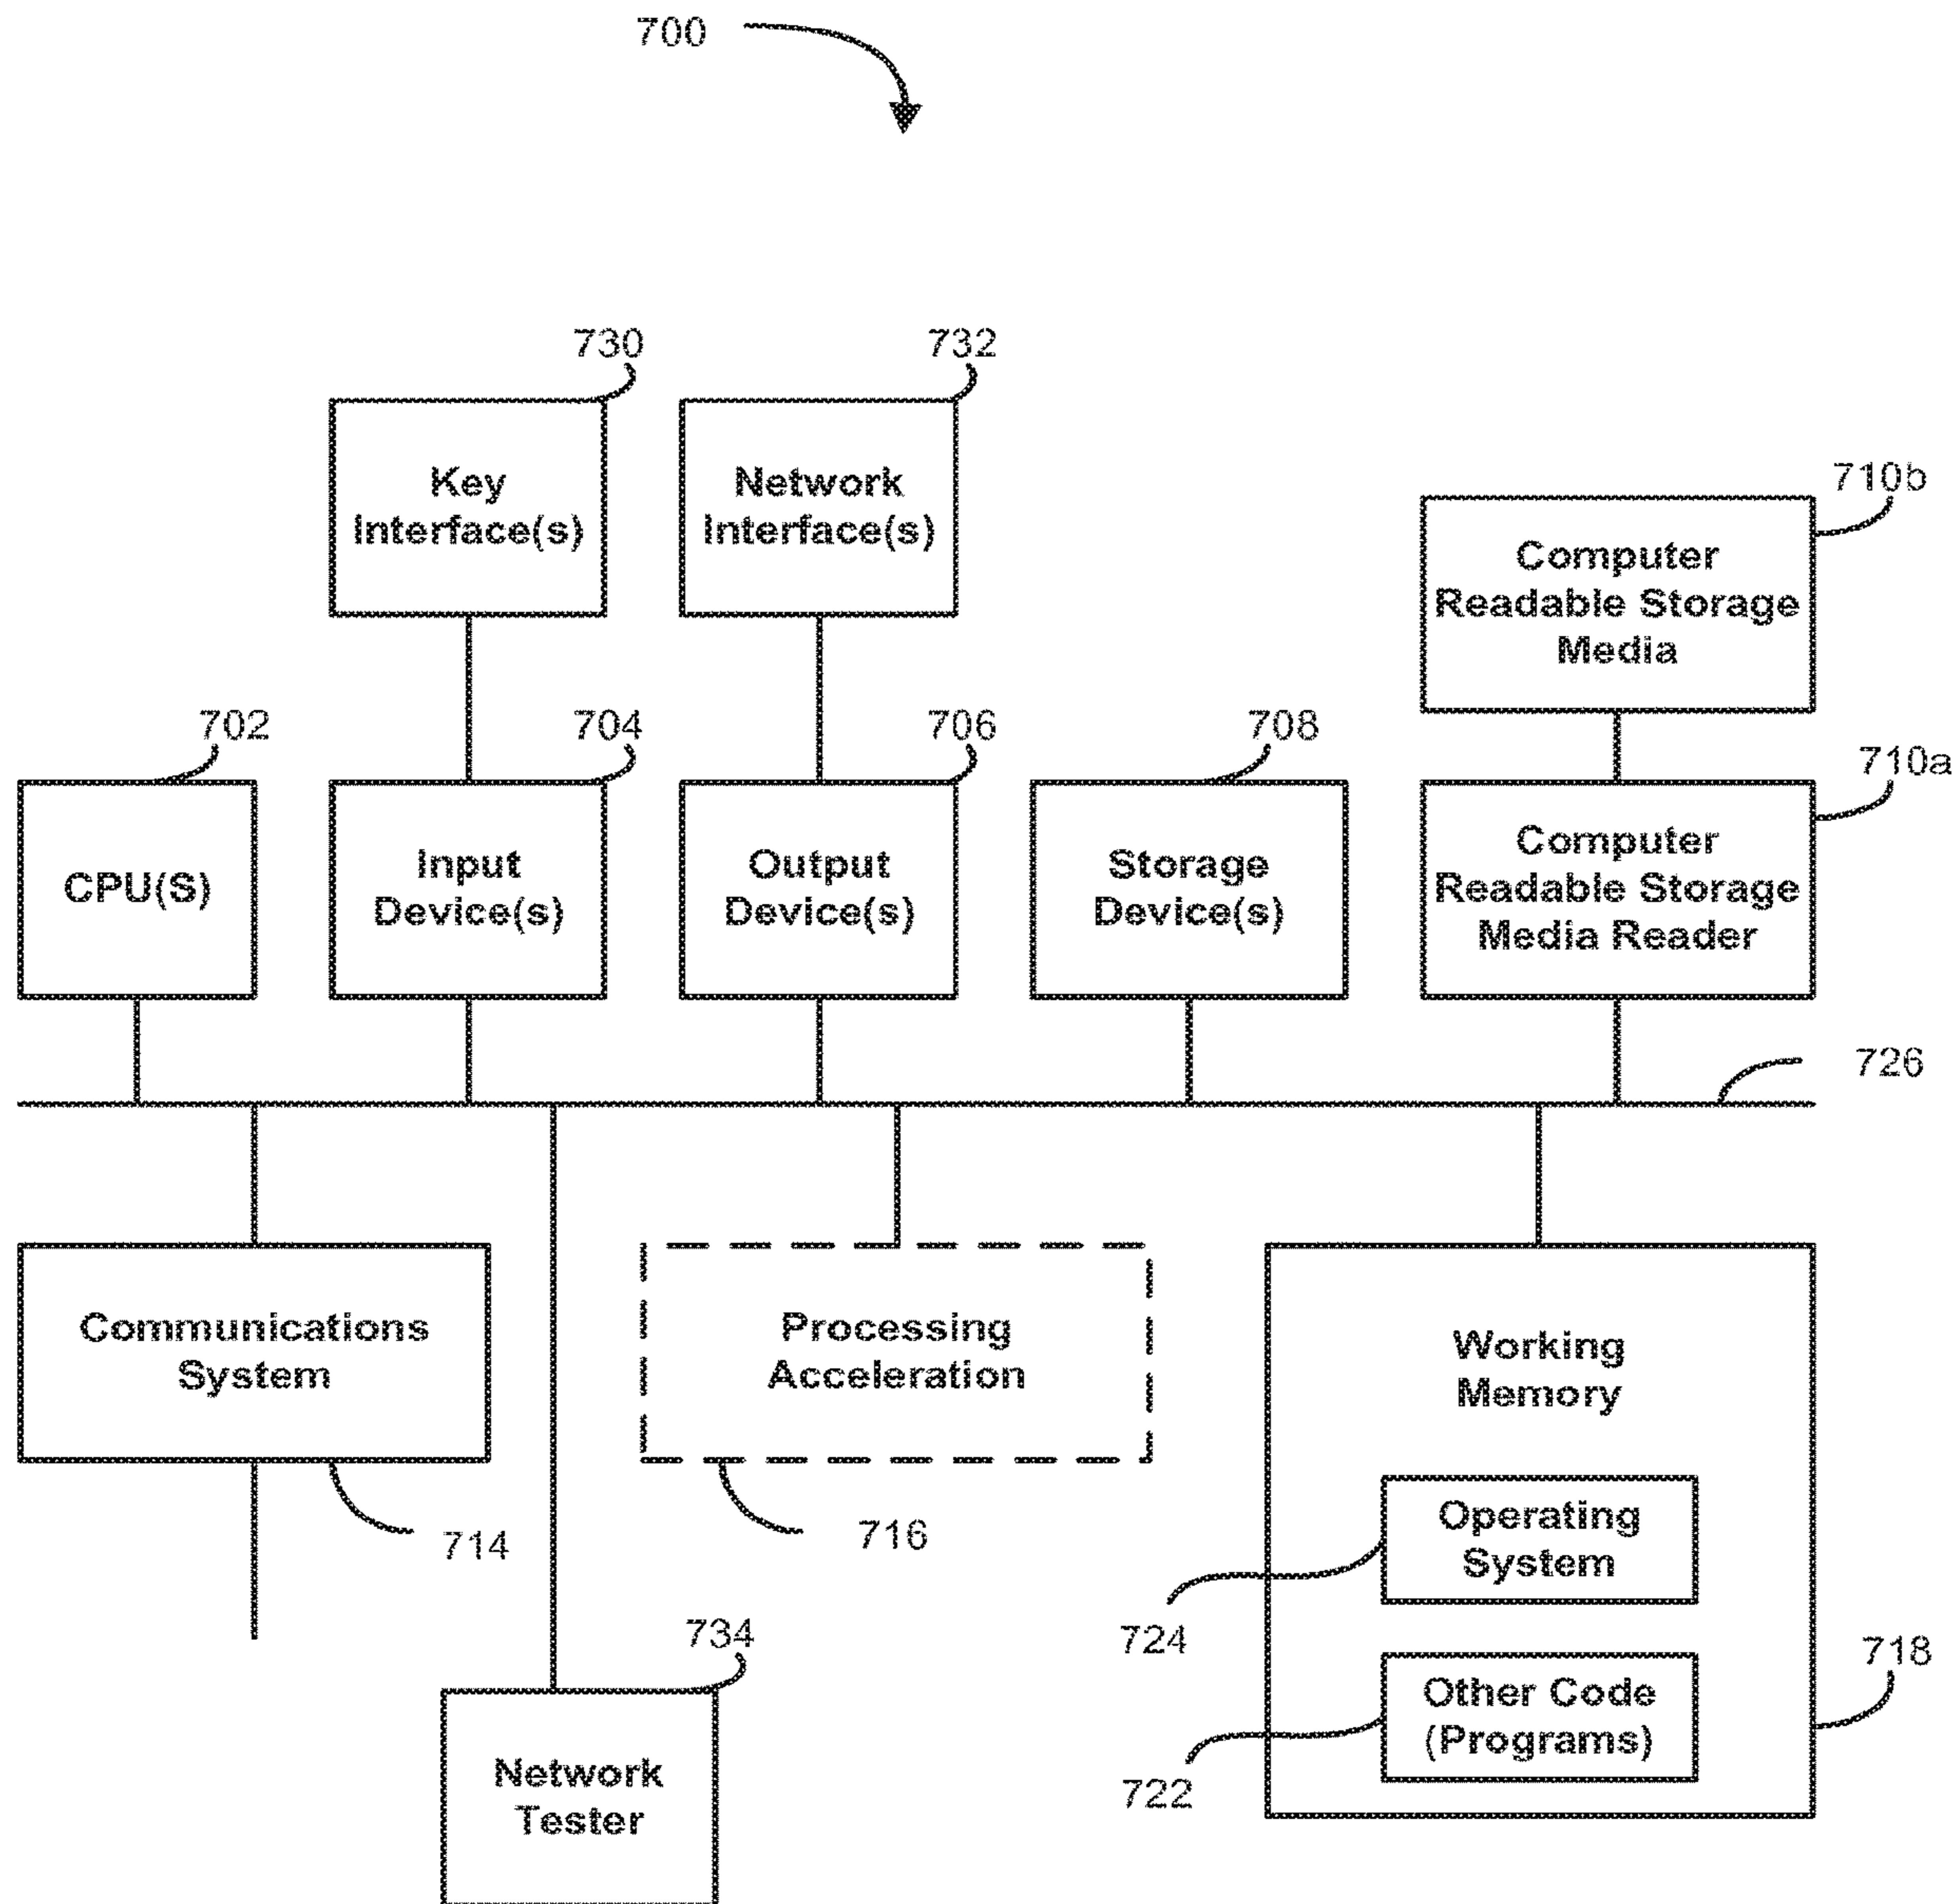 700
730
732
Key
Interface(s)
Network
Interface(s)
710b
Computer
Readable Storage
Media
702
704
706
708
710a
CPU(S)
Input
Device(s)
Output
Device(s)
Storage
Device(s)
Computer
Readable Storage
Media Reader
726
Communications
System
Processing
Acceleration
Working
Memory
714
716
Operating
System
724
734
718
Other Code
(Programs)
722
Network
Tester